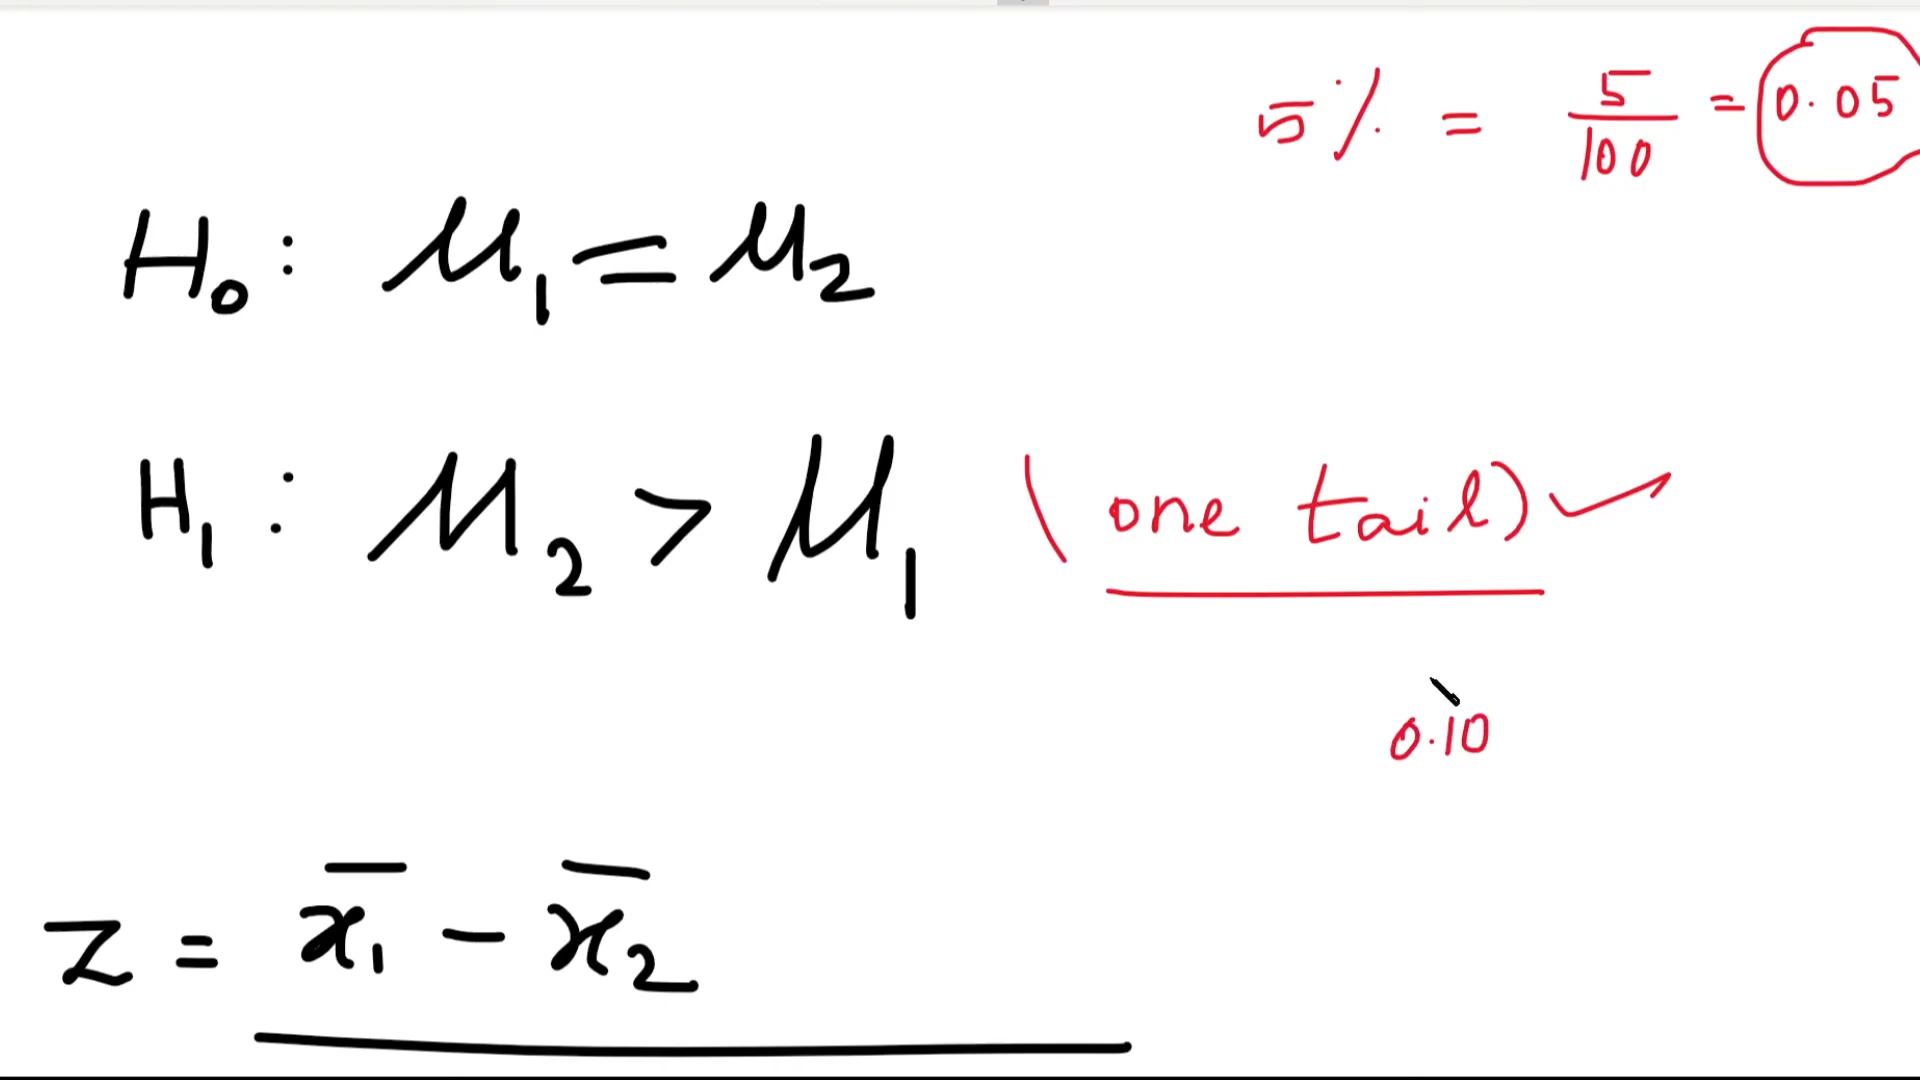 5% = 5/100 = 0.05
H₀ : μ₁ = μ₂
H₁ : μ₂ > μ₁ (one tail) ✓
0.10
z = x̄₁ - x̄₂